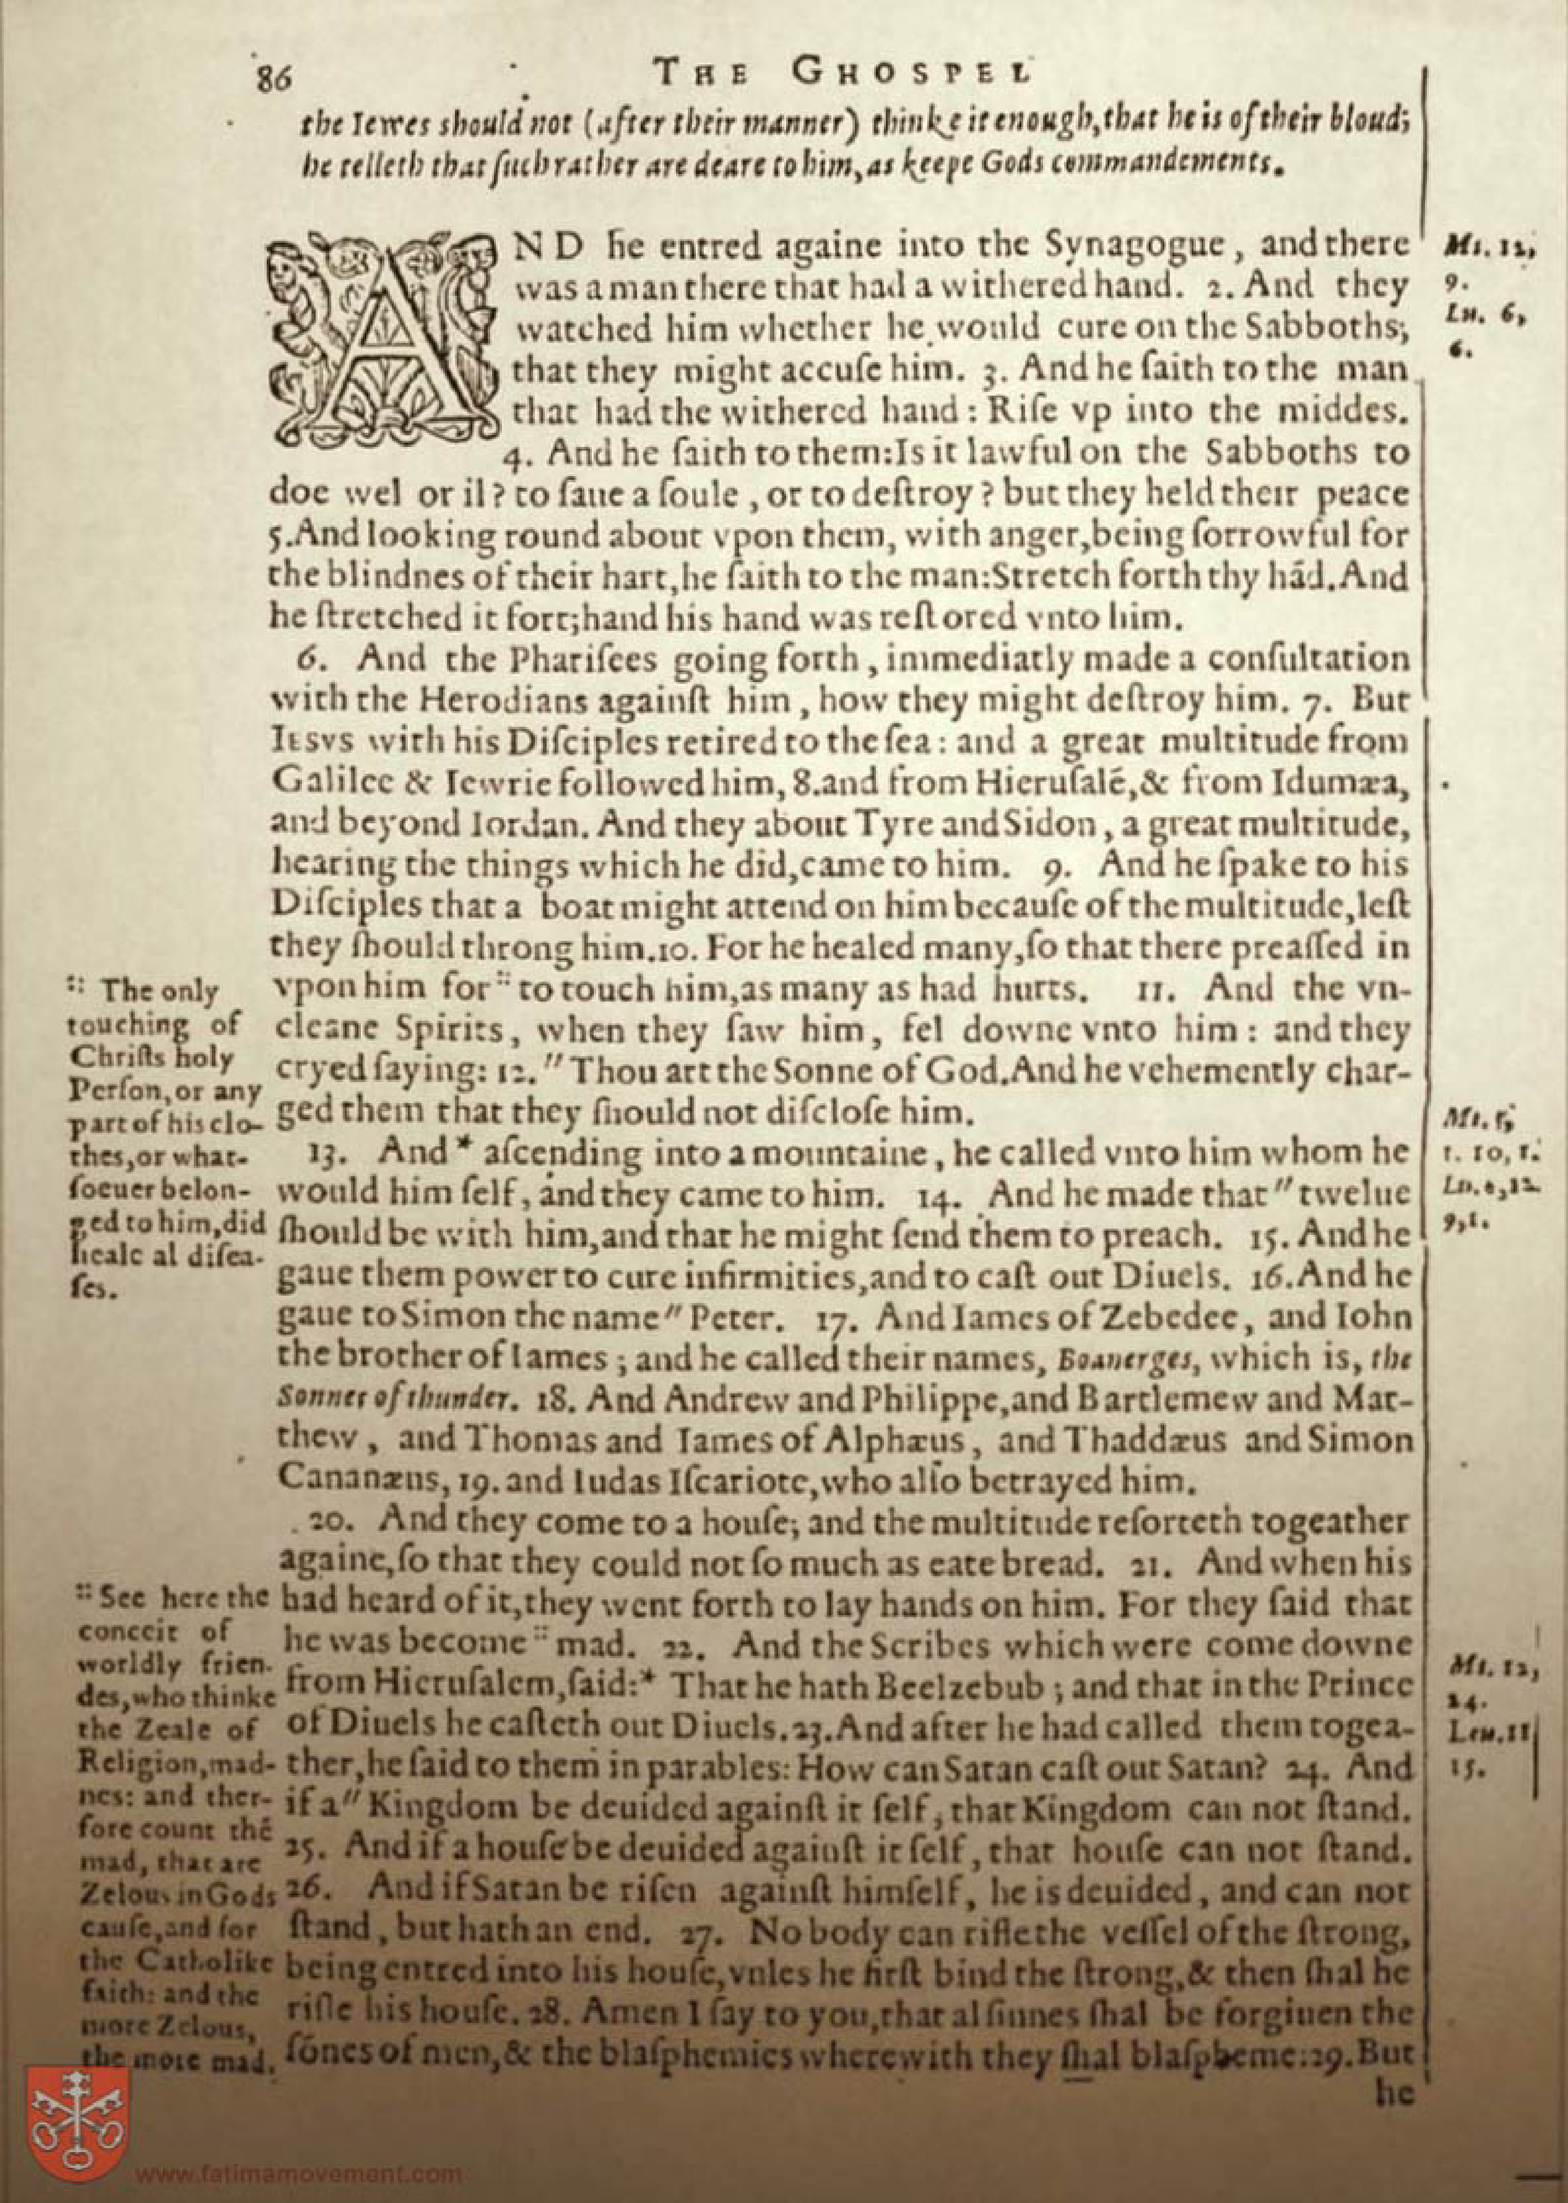 86 THE GHOSPEL
the Iewes should not (after their manner) thinke it enough, that he is of their bloud;
he telleth that ſuch rather are deare to him, as keepe Gods commandements.
AND he entred againe into the Synagogue, and there
was a man there that had a withered hand. 2. And they
watched him whether he would cure on the Sabboths;
that they might accuſe him. 3. And he ſaith to the man
that had the withered hand: Riſe vp into the middes.
4. And he ſaith to them: Is it lawful on the Sabboths to
doe wel or il? to ſaue a ſoule, or to deſtroy? but they held their peace
5. And looking round about vpon them, with anger, being ſorrowful for
the blindnes of their hart, he ſaith to the man: Stretch forth thy hād. And
he ſtretched it fort; hand his hand was reſtored vnto him.
6. And the Phariſees going forth, immediatly made a conſultation
with the Herodians againſt him, how they might deſtroy him. 7. But
IESVS with his Diſciples retired to the ſea: and a great multitude from
Galilee & Iewrie followed him, 8. and from Hieruſalē, & from Idumæa,
and beyond Iordan. And they about Tyre and Sidon, a great multitude,
hearing the things which he did, came to him. 9. And he ſpake to his
Diſciples that a boat might attend on him becauſe of the multitude, leſt
they ſhould throng him. 10. For he healed many, ſo that there preaſſed in
vpon him for :: to touch him, as many as had hurts. 11. And the vn-
cleane Spirits, when they ſaw him, fel downe vnto him: and they
cryed ſaying: 12. " Thou art the Sonne of God. And he vehemently char-
ged them that they ſhould not diſcloſe him.
13. And * aſcending into a mountaine, he called vnto him whom he
would him ſelf, and they came to him. 14. And he made that " twelue
ſhould be with him, and that he might ſend them to preach. 15. And he
gaue them power to cure infirmities, and to caſt out Diuels. 16. And he
gaue to Simon the name " Peter. 17. And Iames of Zebedee, and Iohn
the brother of Iames; and he called their names, Boanerges, which is, the
Sonnes of thunder. 18. And Andrew and Philippe, and Bartlemew and Mat-
thew, and Thomas and Iames of Alphæus, and Thaddæus and Simon
Cananæus, 19. and Iudas Iſcariote, who alſo betrayed him.
20. And they come to a houſe; and the multitude reſorteth togeather
againe, ſo that they could not ſo much as eate bread. 21. And when his
had heard of it, they went forth to lay hands on him. For they ſaid that
he was become :: mad. 22. And the Scribes which were come downe
from Hieruſalem, ſaid: * That he hath Beelzebub; and that in the Prince
of Diuels he caſteth out Diuels. 23. And after he had called them togea-
ther, he ſaid to them in parables: How can Satan caſt out Satan? 24. And
if a " Kingdom be deuided againſt it ſelf, that Kingdom can not ſtand.
25. And if a houſe be deuided againſt it ſelf, that houſe can not ſtand.
26. And if Satan be riſen againſt himſelf, he is deuided, and can not
ſtand, but hath an end. 27. No body can rifle the veſſel of the ſtrong,
being entred into his houſe, vnles he firſt bind the ſtrong, & then ſhal he
rifle his houſe. 28. Amen I ſay to you, that al ſinnes ſhal be forgiuen the
ſōnes of men, & the blaſphemies wherewith they ſhal blaſpheme: 29. But
he
:: The only
touching of
Chriſts holy
Perſon, or any
part of his clo-
thes, or what-
ſoeuer belon-
ged to him, did
heale al diſea-
ſes.
:: See here the
conceit of
worldly frien-
des, who thinke
the Zeale of
Religion, mad-
nes: and ther-
fore count thē
mad, that are
Zelous in Gods
cauſe, and for
the Catholike
faith: and the
more Zelous,
the more mad.
Mt. 12,
9.
Lu. 6,
6.
Mt. 5,
1. 10, 1.
Lu. 6, 12
9, 1.
Mt. 12,
24.
Leu. 11
15.
www.fatimamovement.com